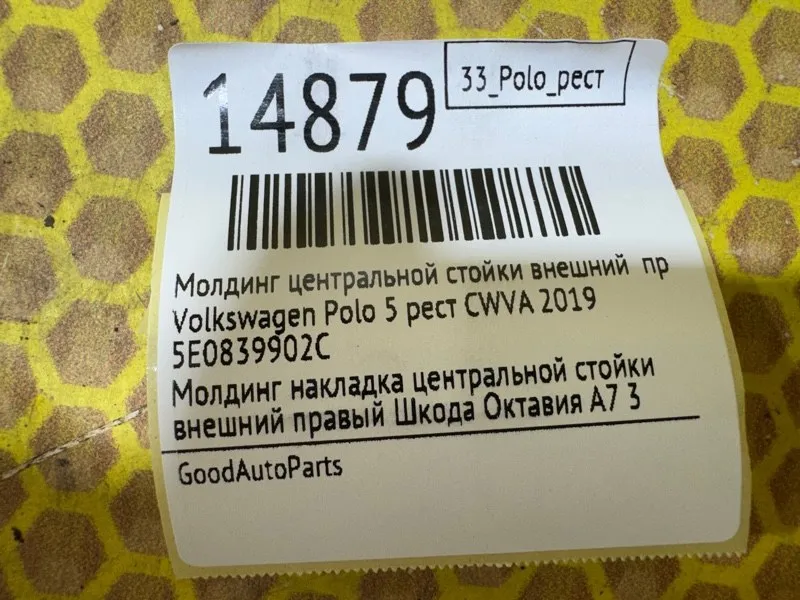 14879
33_Polo_рест
Молдинг центральной стойки внешний пр
Volkswagen Polo 5 рест CWVA 2019
5E0839902C
Молдинг накладка центральной стойки
внешний правый Шкода Октавия А7 3
GoodAutoParts